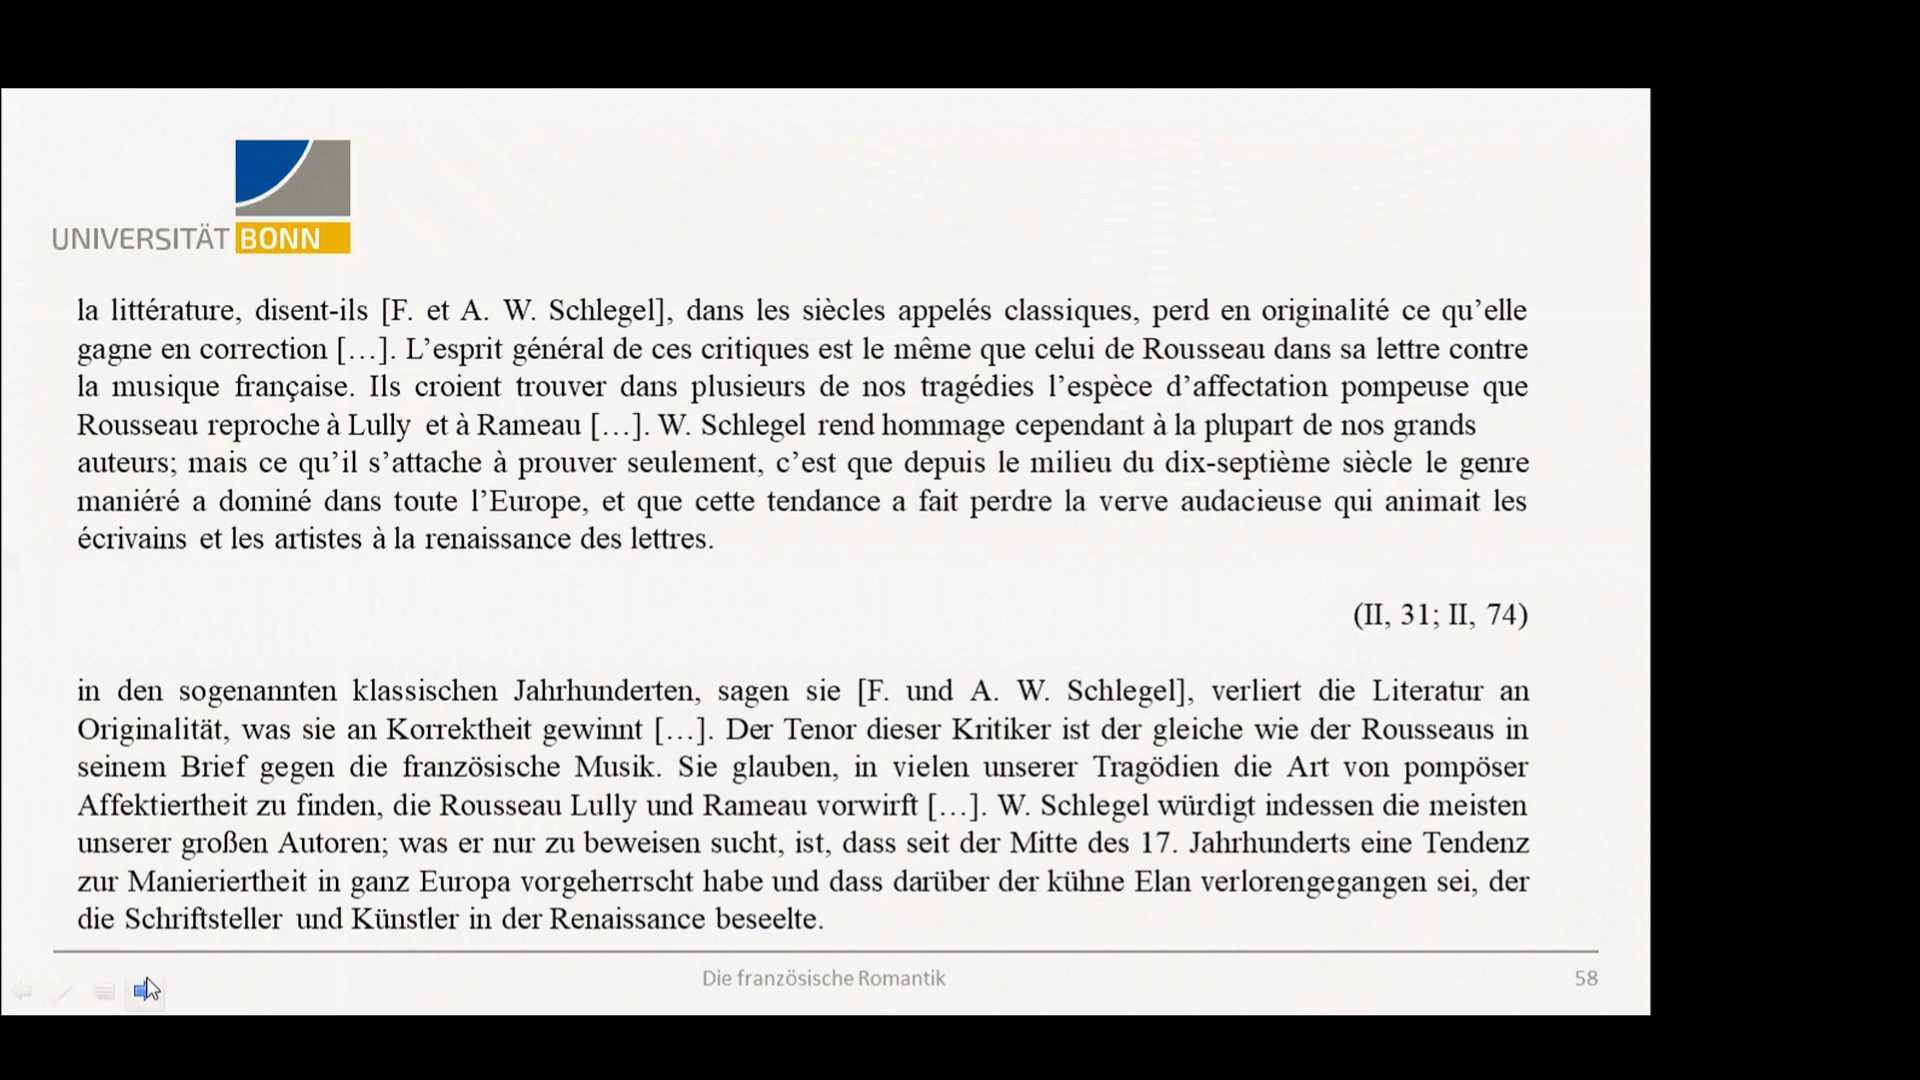 UNIVERSITÄT BONN
la littérature, disent-ils [F. et A. W. Schlegel], dans les siècles appelés classiques, perd en originalité ce qu’elle
gagne en correction […]. L’esprit général de ces critiques est le même que celui de Rousseau dans sa lettre contre
la musique française. Ils croient trouver dans plusieurs de nos tragédies l’espèce d’affectation pompeuse que
Rousseau reproche à Lully et à Rameau […]. W. Schlegel rend hommage cependant à la plupart de nos grands
auteurs; mais ce qu’il s’attache à prouver seulement, c’est que depuis le milieu du dix-septième siècle le genre
maniéré a dominé dans toute l’Europe, et que cette tendance a fait perdre la verve audacieuse qui animait les
écrivains et les artistes à la renaissance des lettres.
(II, 31; II, 74)
in den sogenannten klassischen Jahrhunderten, sagen sie [F. und A. W. Schlegel], verliert die Literatur an
Originalität, was sie an Korrektheit gewinnt […]. Der Tenor dieser Kritiker ist der gleiche wie der Rousseaus in
seinem Brief gegen die französische Musik. Sie glauben, in vielen unserer Tragödien die Art von pompöser
Affektiertheit zu finden, die Rousseau Lully und Rameau vorwirft […]. W. Schlegel würdigt indessen die meisten
unserer großen Autoren; was er nur zu beweisen sucht, ist, dass seit der Mitte des 17. Jahrhunderts eine Tendenz
zur Manieriertheit in ganz Europa vorgeherrscht habe und dass darüber der kühne Elan verlorengegangen sei, der
die Schriftsteller und Künstler in der Renaissance beseelte.
Die französische Romantik
58